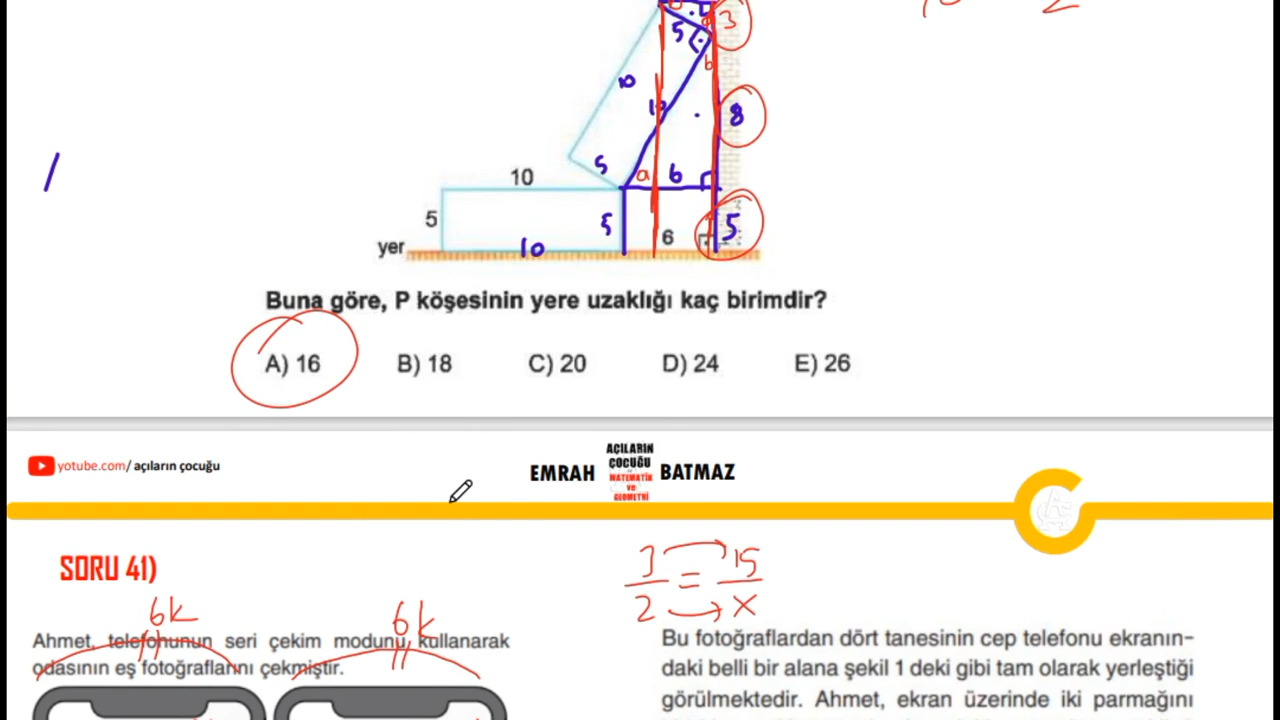 3
5
10
b
10
8
5
a
6
10
5
5
5
yer
10
6
Buna göre, P köşesinin yere uzaklığı kaç birimdir?
A) 16 B) 18 C) 20 D) 24 E) 26
yotube.com/ açıların çocuğu
EMRAH
AÇILARIN
ÇOCUĞU
MATEMATİK
ve
GEOMETRİ
BATMAZ
SORU 41)
3/2 = 15/x
6k 6k
Ahmet, telefonunun seri çekim modunu kullanarak
odasının eş fotoğraflarını çekmiştir.
Bu fotoğraflardan dört tanesinin cep telefonu ekranın-
daki belli bir alana şekil 1 deki gibi tam olarak yerleştiği
görülmektedir. Ahmet, ekran üzerinde iki parmağını